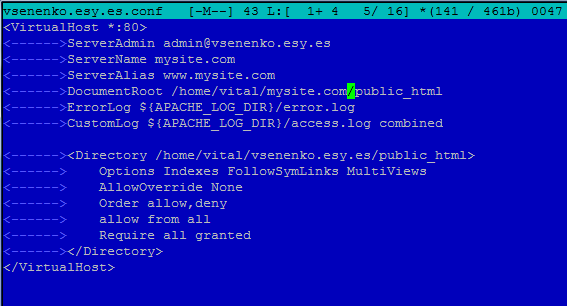 vsenenko.esy.es.conf [-M--] 43 L:[ 1+ 4 5/ 16] *(141 / 461b) 0047
<VirtualHost *:80>
<------>ServerAdmin admin@vsenenko.esy.es
<------>ServerName mysite.com
<------>ServerAlias www.mysite.com
<------>DocumentRoot /home/vital/mysite.com/public_html
<------>ErrorLog ${APACHE_LOG_DIR}/error.log
<------>CustomLog ${APACHE_LOG_DIR}/access.log combined
<------><Directory /home/vital/vsenenko.esy.es/public_html>
<------>    Options Indexes FollowSymLinks MultiViews
<------>    AllowOverride None
<------>    Order allow,deny
<------>    allow from all
<------>    Require all granted
<------></Directory>
</VirtualHost>